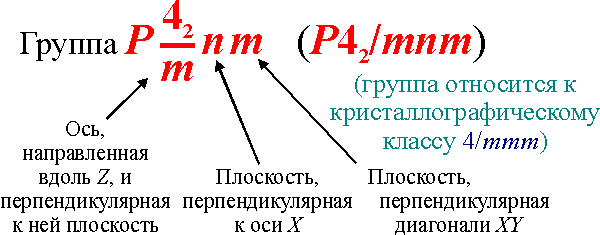 Группа P 4₂/m n m (P4₂/mnm)
(группа относится к
кристаллографическому
классу 4/mmm)
Ось,
направленная
вдоль Z, и
перпендикулярная
к ней плоскость
Плоскость,
перпендикулярная
к оси X
Плоскость,
перпендикулярная
диагонали XY